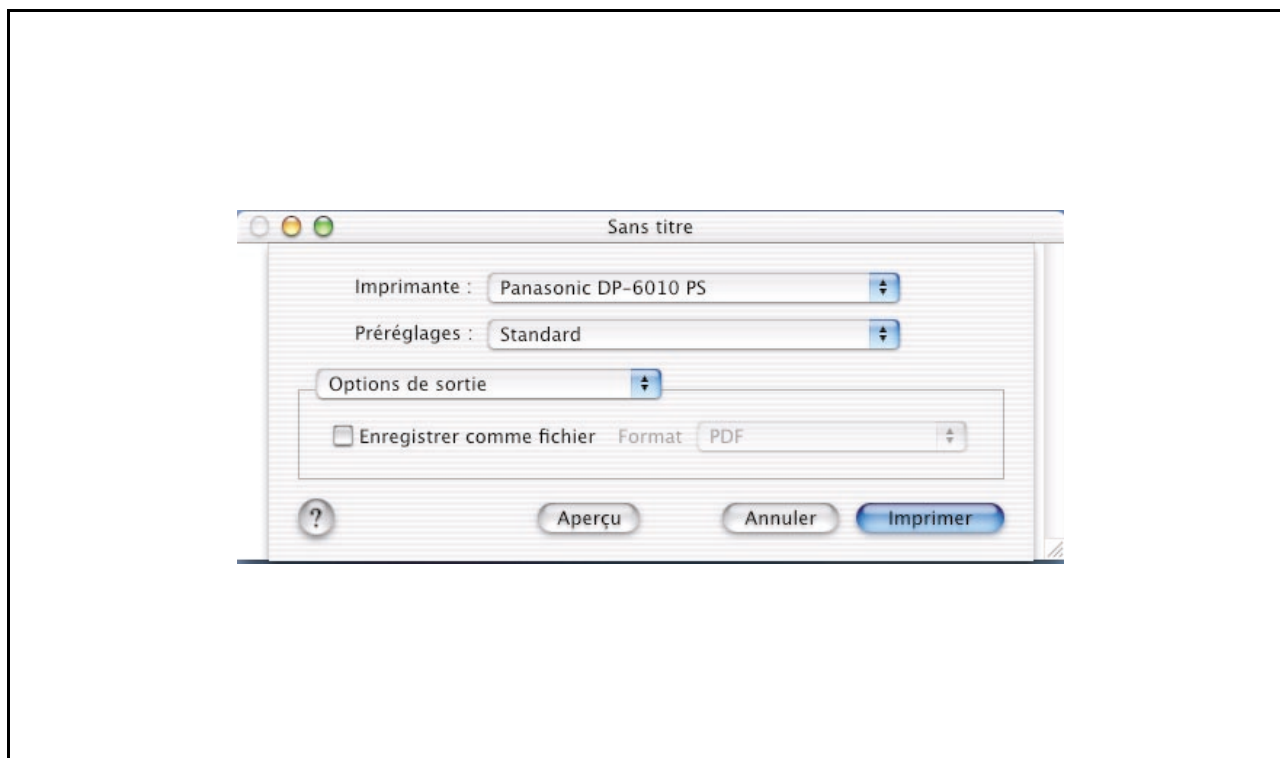 Sans titre
Imprimante : Panasonic DP-6010 PS
Préréglages : Standard
Options de sortie
Enregistrer comme fichier Format PDF
? Aperçu Annuler Imprimer